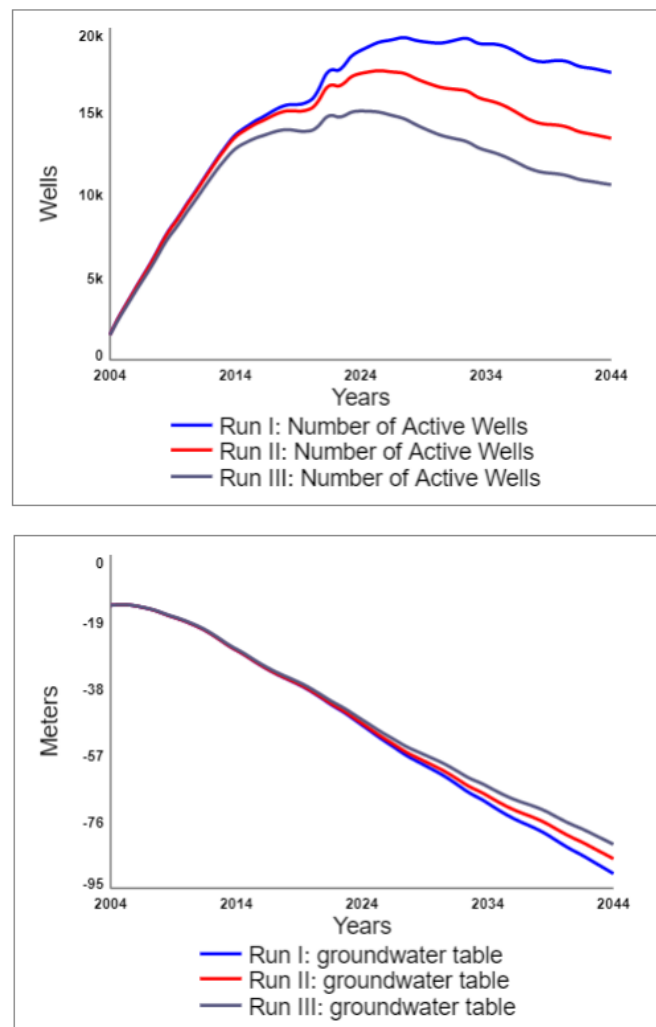 20k
15k
10k
5k
0
Wells
2004 2014 2024 2034 2044
Years
Run I: Number of Active Wells
Run II: Number of Active Wells
Run III: Number of Active Wells
0
-19
-38
-57
-76
-95
Meters
2004 2014 2024 2034 2044
Years
Run I: groundwater table
Run II: groundwater table
Run III: groundwater table